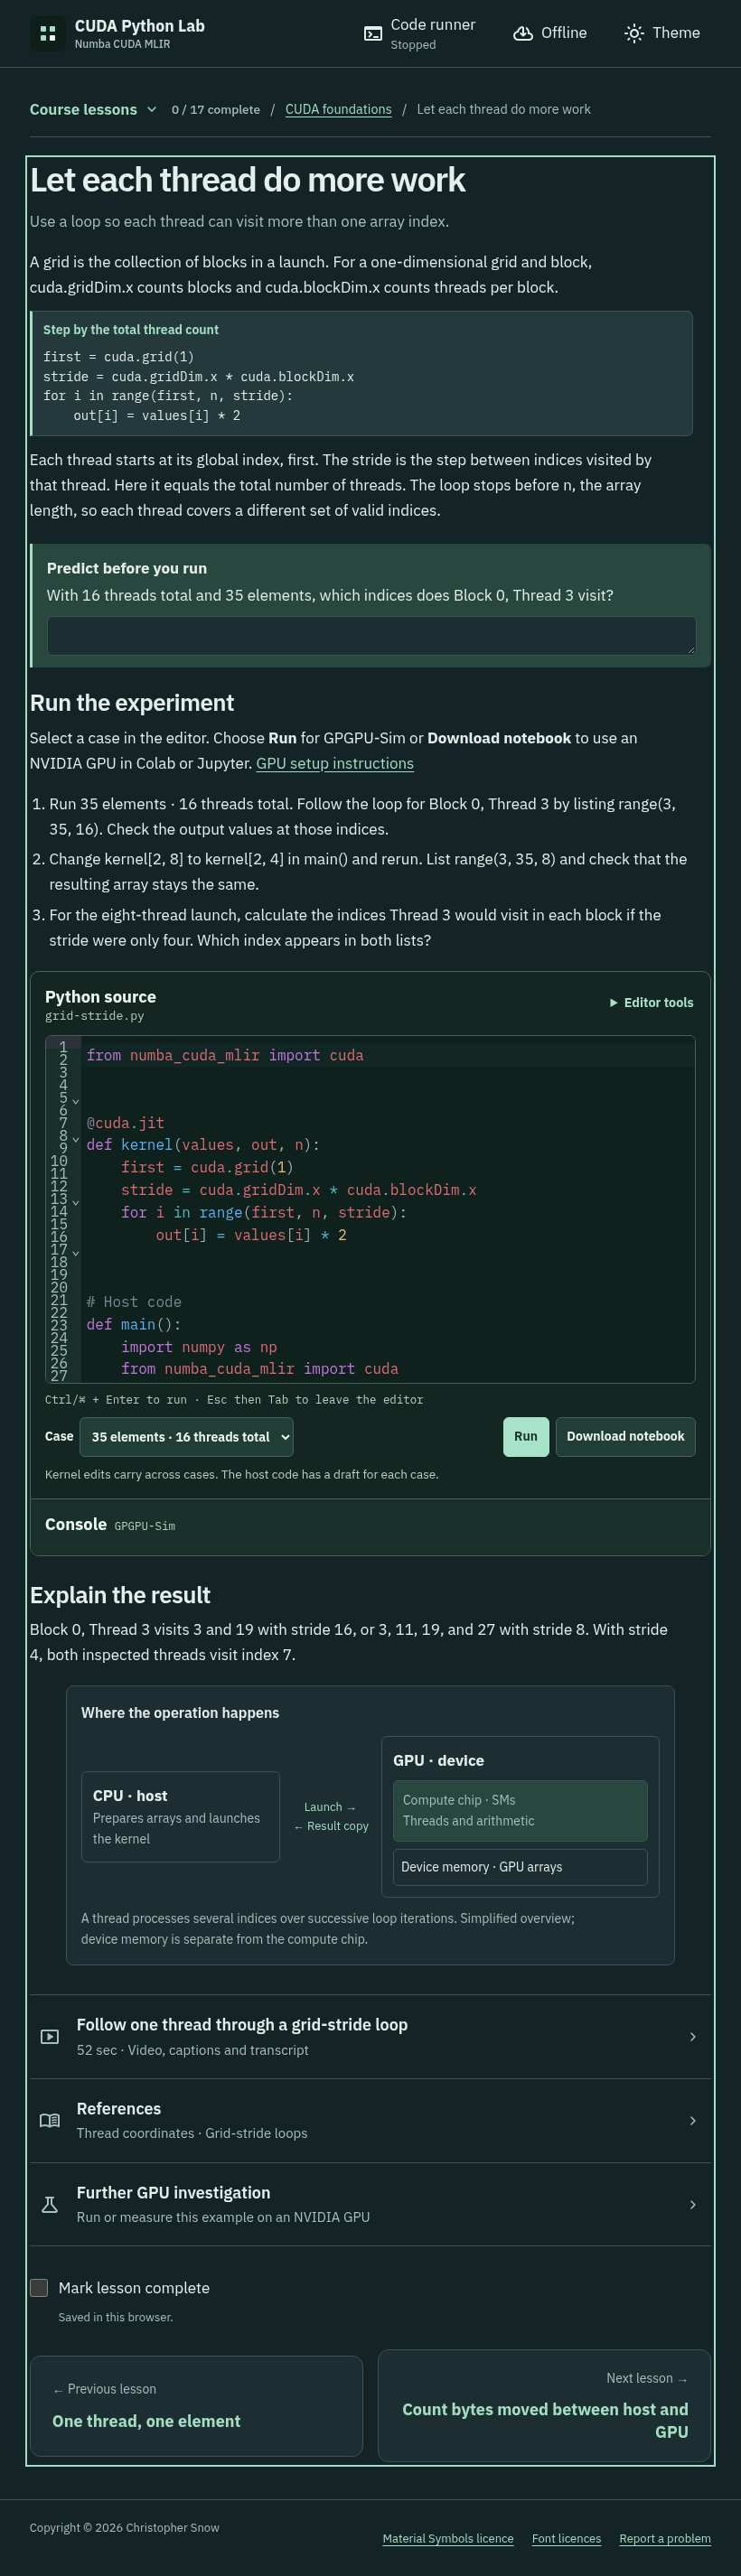 CUDA Python Lab
Numba CUDA MLIR
Code runner
Stopped
Offline
Theme
Course lessons
0 / 17 complete / CUDA foundations / Let each thread do more work
Let each thread do more work
Use a loop so each thread can visit more than one array index.
A grid is the collection of blocks in a launch. For a one-dimensional grid and block,
cuda.gridDim.x counts blocks and cuda.blockDim.x counts threads per block.
Step by the total thread count
first = cuda.grid(1)
stride = cuda.gridDim.x * cuda.blockDim.x
for i in range(first, n, stride):
    out[i] = values[i] * 2
Each thread starts at its global index, first. The stride is the step between indices visited by
that thread. Here it equals the total number of threads. The loop stops before n, the array
length, so each thread covers a different set of valid indices.
Predict before you run
With 16 threads total and 35 elements, which indices does Block 0, Thread 3 visit?
Run the experiment
Select a case in the editor. Choose Run for GPGPU-Sim or Download notebook to use an
NVIDIA GPU in Colab or Jupyter. GPU setup instructions
1. Run 35 elements · 16 threads total. Follow the loop for Block 0, Thread 3 by listing range(3,
35, 16). Check the output values at those indices.
2. Change kernel[2, 8] to kernel[2, 4] in main() and rerun. List range(3, 35, 8) and check that the
resulting array stays the same.
3. For the eight-thread launch, calculate the indices Thread 3 would visit in each block if the
stride were only four. Which index appears in both lists?
Python source
grid-stride.py
▶ Editor tools
1
2
3
4
5
6
7
8
9
10
11
12
13
14
15
16
17
18
19
20
21
22
23
24
25
26
27
from numba_cuda_mlir import cuda
@cuda.jit
def kernel(values, out, n):
    first = cuda.grid(1)
    stride = cuda.gridDim.x * cuda.blockDim.x
    for i in range(first, n, stride):
        out[i] = values[i] * 2
# Host code
def main():
    import numpy as np
    from numba_cuda_mlir import cuda
Ctrl/⌘ + Enter to run · Esc then Tab to leave the editor
Case 35 elements · 16 threads total
Run
Download notebook
Kernel edits carry across cases. The host code has a draft for each case.
Console GPGPU-Sim
Explain the result
Block 0, Thread 3 visits 3 and 19 with stride 16, or 3, 11, 19, and 27 with stride 8. With stride
4, both inspected threads visit index 7.
Where the operation happens
CPU · host
Prepares arrays and launches
the kernel
Launch →
← Result copy
GPU · device
Compute chip · SMs
Threads and arithmetic
Device memory · GPU arrays
A thread processes several indices over successive loop iterations. Simplified overview;
device memory is separate from the compute chip.
Follow one thread through a grid-stride loop
52 sec · Video, captions and transcript
References
Thread coordinates · Grid-stride loops
Further GPU investigation
Run or measure this example on an NVIDIA GPU
Mark lesson complete
Saved in this browser.
← Previous lesson
One thread, one element
Next lesson →
Count bytes moved between host and
GPU
Copyright © 2026 Christopher Snow
Material Symbols licence
Font licences
Report a problem